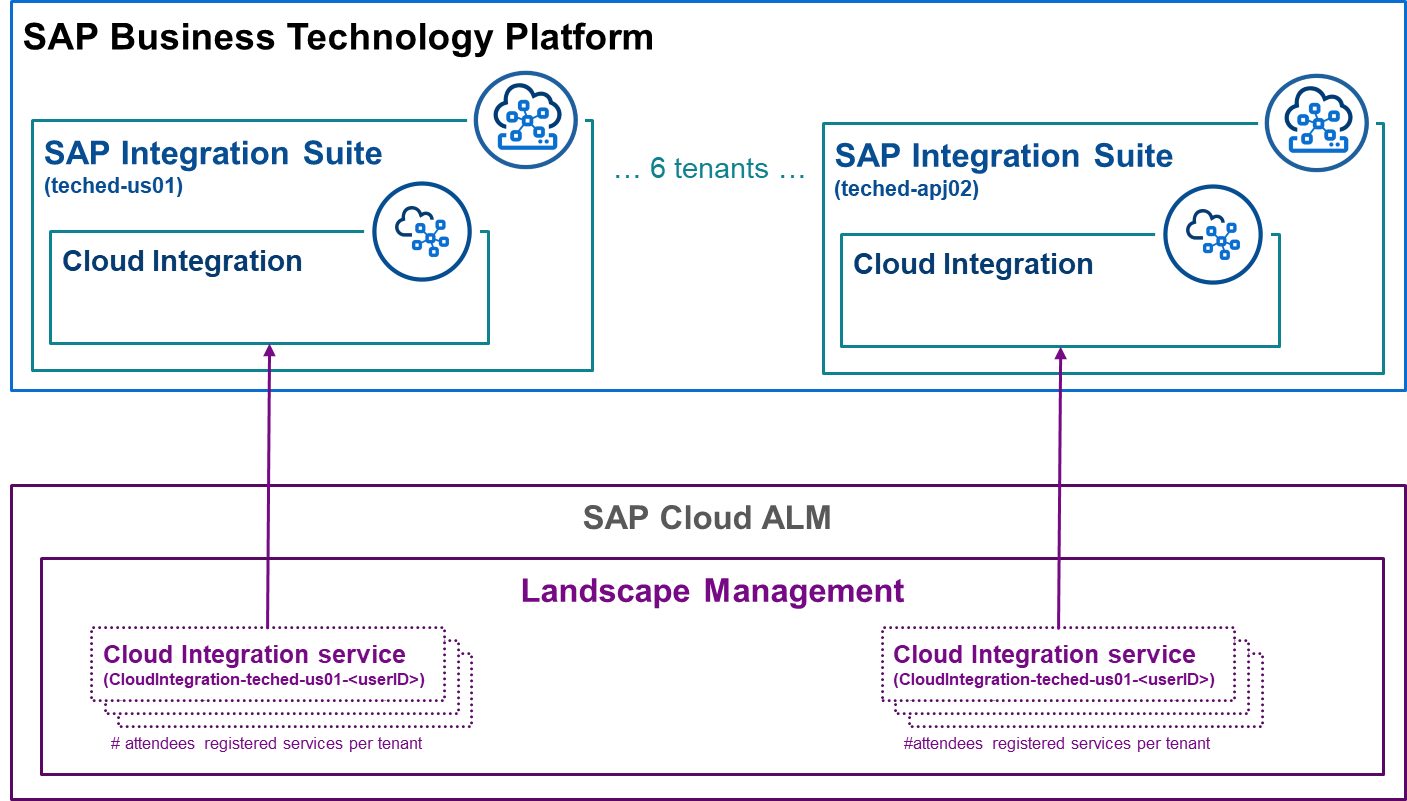 SAP Business Technology Platform
SAP Integration Suite
(teched-us01)
Cloud Integration
… 6 tenants …
SAP Integration Suite
(teched-apj02)
Cloud Integration
SAP Cloud ALM
Landscape Management
Cloud Integration service
(CloudIntegration-teched-us01-<userID>)
# attendees registered services per tenant
Cloud Integration service
(CloudIntegration-teched-us01-<userID>)
#attendees registered services per tenant